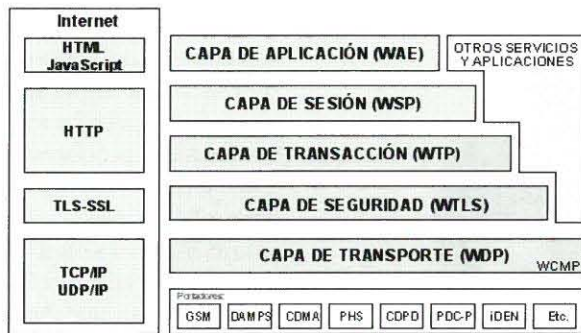 Internet
HTML
JavaScript
HTTP
TLS-SSL
TCP/IP
UDP/IP
CAPA DE APLICACIÓN (WAE)
OTROS SERVICIOS
Y APLICACIONES
CAPA DE SESIÓN (WSP)
CAPA DE TRANSACCIÓN (WTP)
CAPA DE SEGURIDAD (WTLS)
CAPA DE TRANSPORTE (WDP)
WCMP
Portadores:
GSM DAMPS CDMA PHS CDPD PDC-P iDEN Etc.